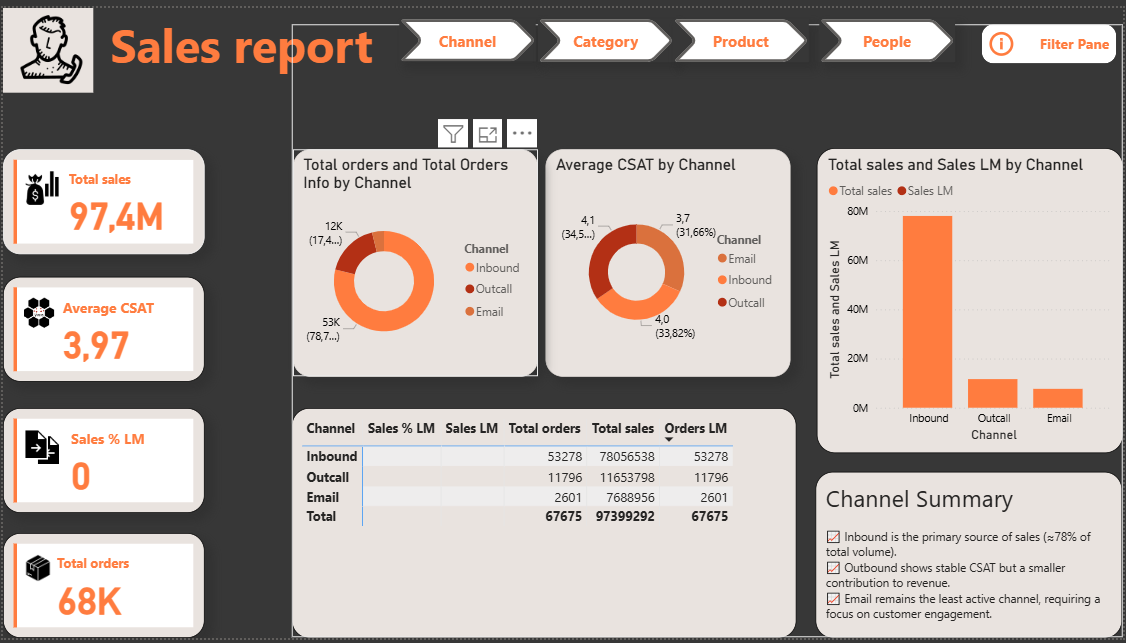 Sales report
Channel
Category
Product
People
Filter Pane
Total sales
97,4M
Average CSAT
3,97
Sales % LM
0
Total orders
68K
Total orders and Total Orders
Info by Channel
12K
(17,4...)
53K
(78,7...)
Channel
Inbound
Outcall
Email
Average CSAT by Channel
4,1
(34,5...)
3,7
(31,66%)
4,0
(33,82%)
Channel
Email
Inbound
Outcall
Total sales and Sales LM by Channel
Total sales Sales LM
Total sales and Sales LM
80M
60M
40M
20M
0M
Inbound Outcall Email
Channel
Channel Sales % LM Sales LM Total orders Total sales Orders LM
Inbound 53278 78056538 53278
Outcall 11796 11653798 11796
Email 2601 7688956 2601
Total 67675 97399292 67675
Channel Summary
Inbound is the primary source of sales (≈78% of
total volume).
Outbound shows stable CSAT but a smaller
contribution to revenue.
Email remains the least active channel, requiring a
focus on customer engagement.